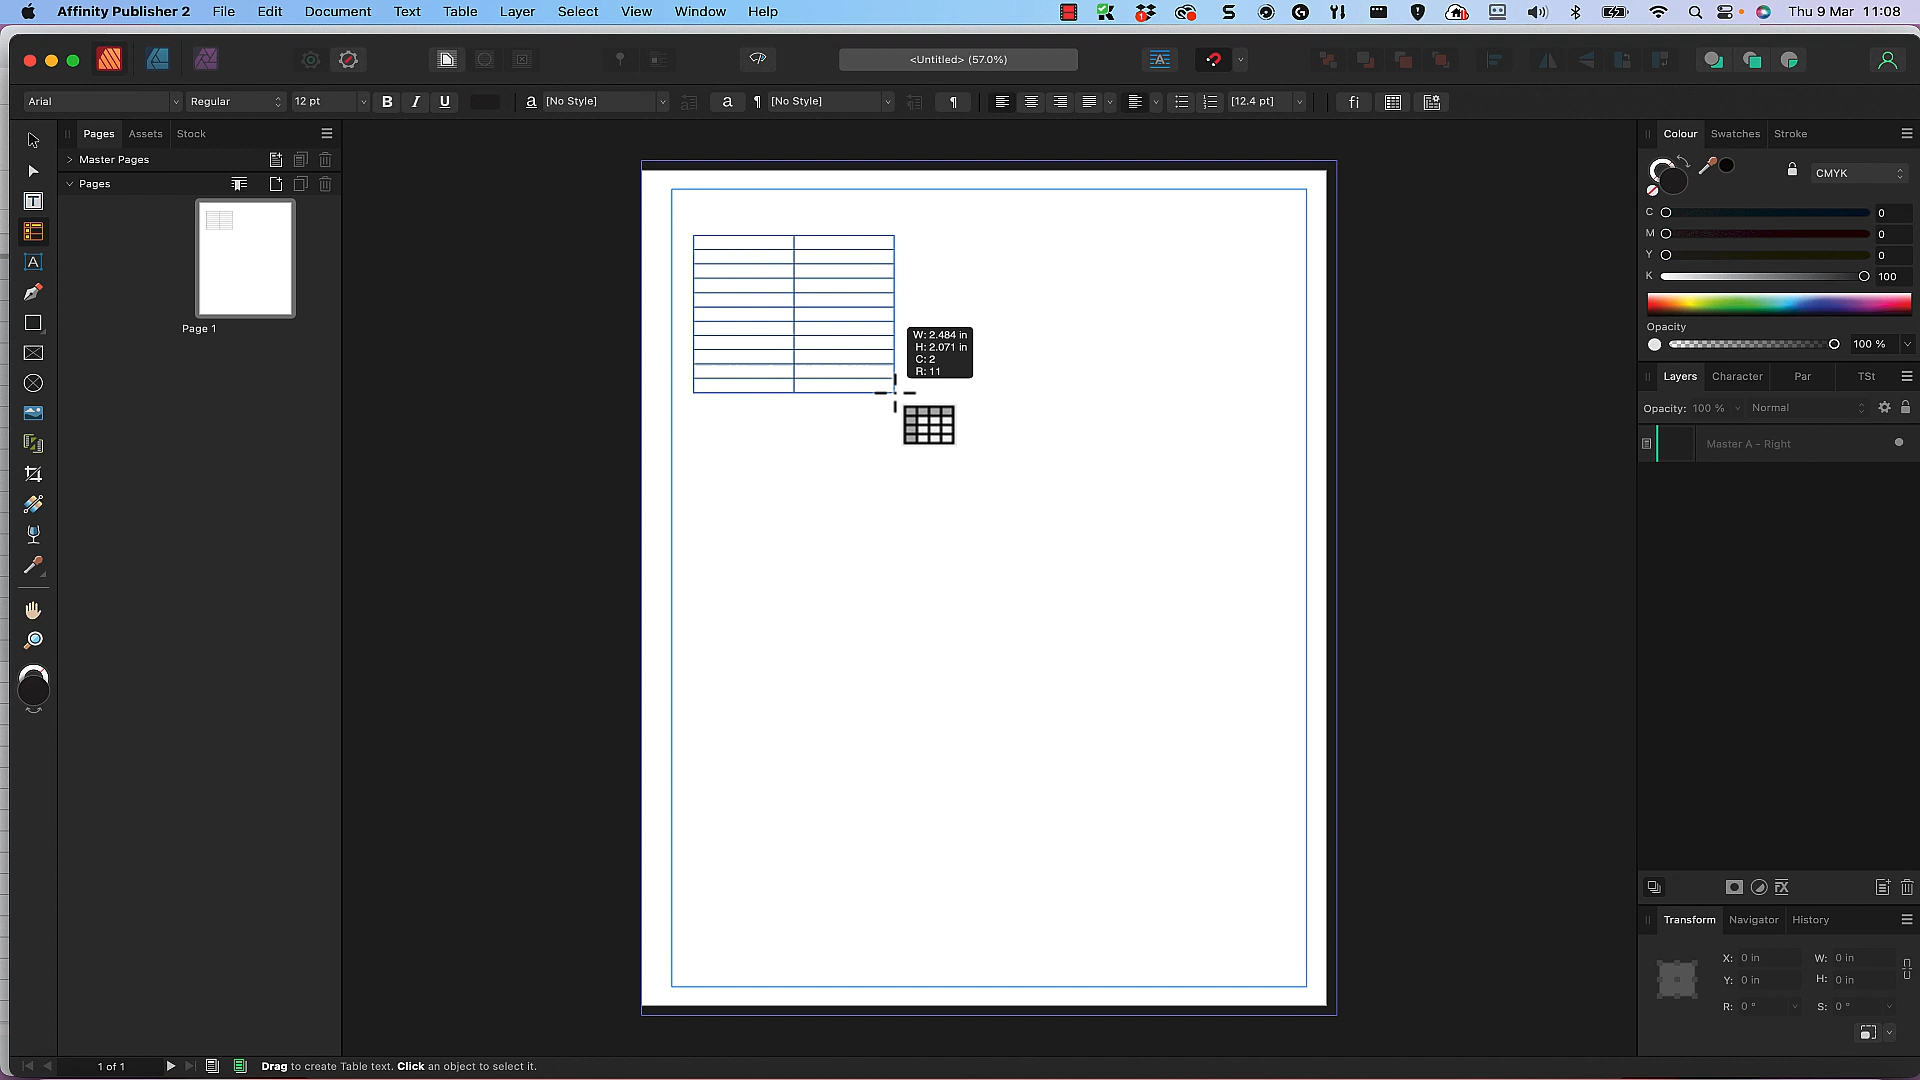 Affinity Publisher 2 File Edit Document Text Table Layer Select View Window Help Thu 9 Mar 11:08
<Untitled> (57.0%)
Arial Regular 12 pt B I U a [No Style] a ¶ [No Style] ¶ [12.4 pt] fi
Pages Assets Stock
Master Pages
Pages
Page 1
W: 2.484 in
H: 2.071 in
C: 2
R: 11
Colour Swatches Stroke
CMYK
C 0
M 0
Y 0
K 100
Opacity
100 %
Layers Character Par TSt
Opacity: 100 % Normal
Master A - Right
Transform Navigator History
X: 0 in W: 0 in
Y: 0 in H: 0 in
R: 0 ° S: 0 °
1 of 1 Drag to create Table text. Click an object to select it.